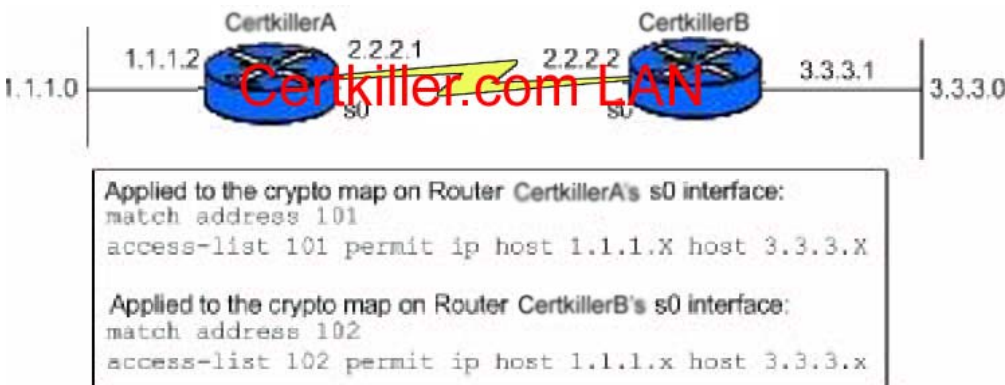 CertkillerA CertkillerB
1.1.1.2 2.2.2.1 2.2.2.2 3.3.3.1
1.1.1.0 Certkiller.com LAN 3.3.3.0
s0 s0
Applied to the crypto map on Router CertkillerA's s0 interface:
match address 101
access-list 101 permit ip host 1.1.1.X host 3.3.3.X
Applied to the crypto map on Router CertkillerB's s0 interface:
match address 102
access-list 102 permit ip host 1.1.1.x host 3.3.3.x